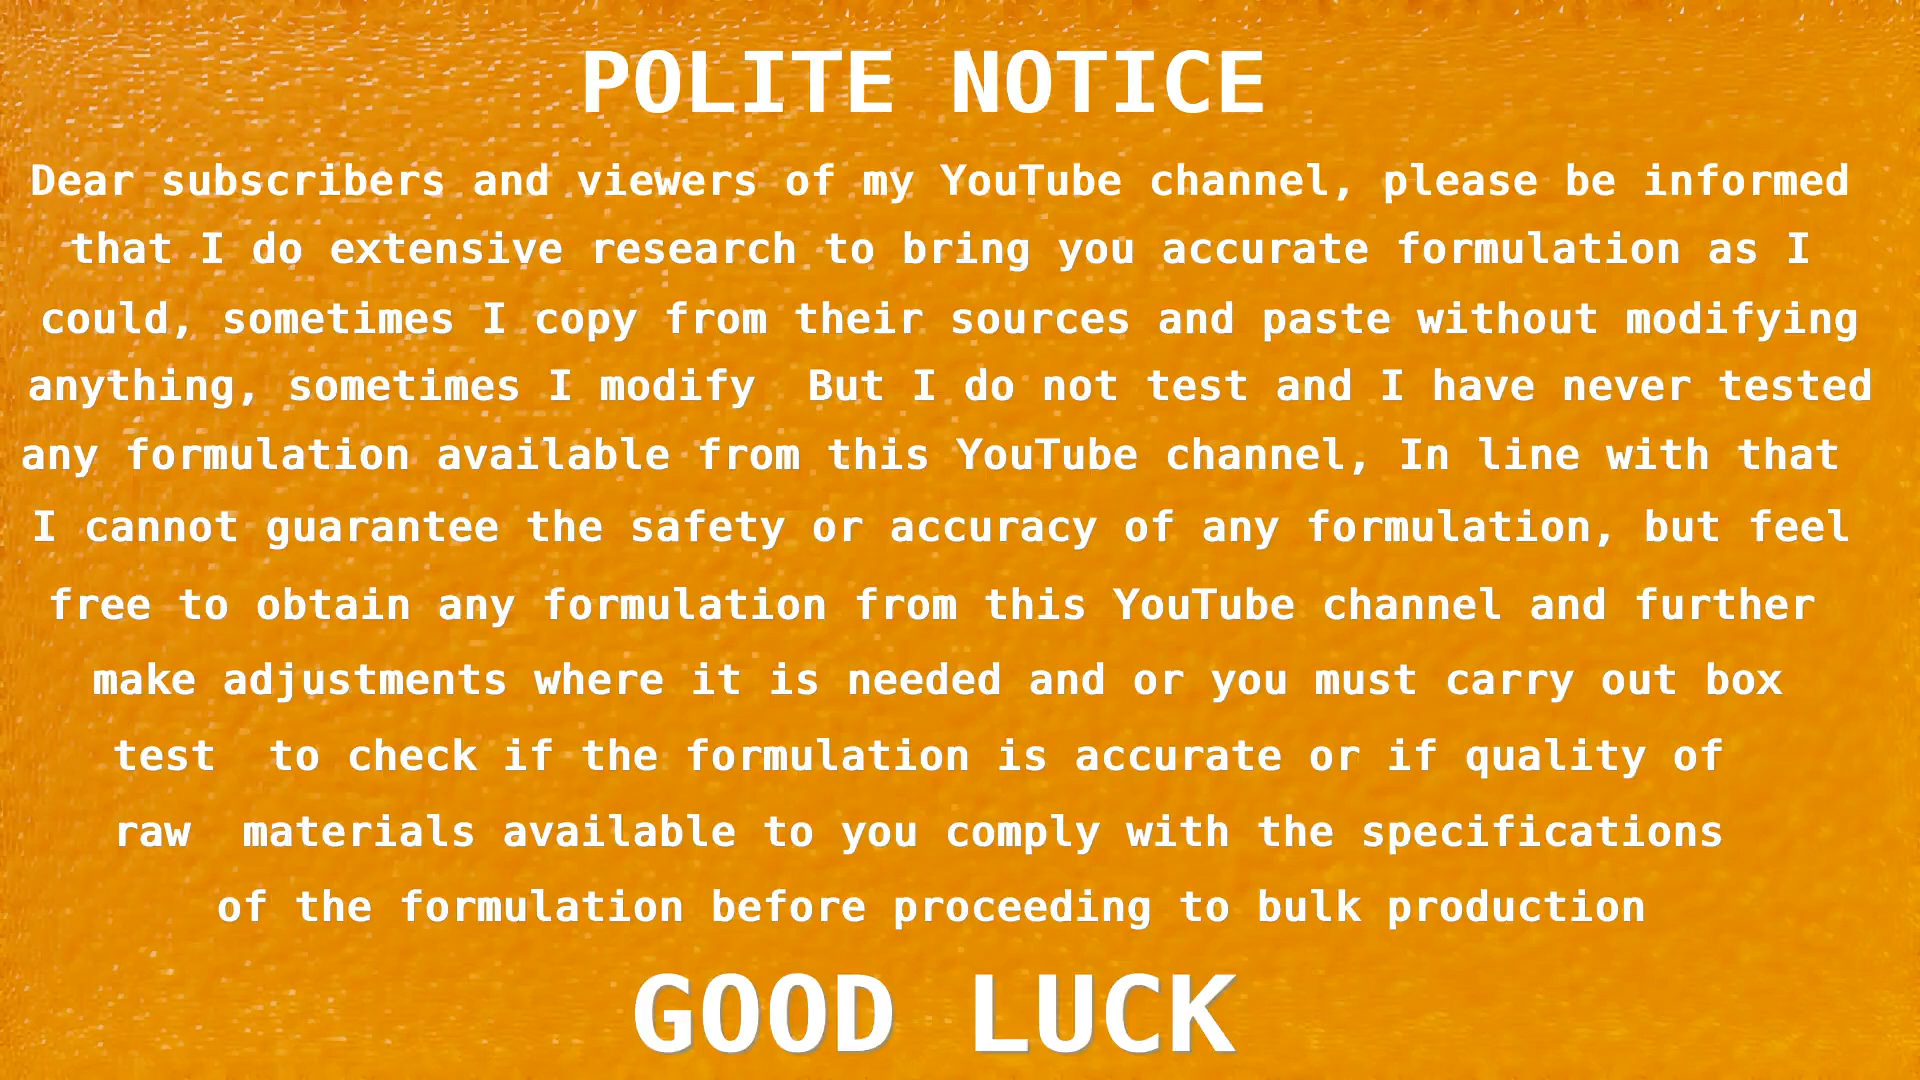 POLITE NOTICE
Dear subscribers and viewers of my YouTube channel, please be informed
that I do extensive research to bring you accurate formulation as I
could, sometimes I copy from their sources and paste without modifying
anything, sometimes I modify  But I do not test and I have never tested
any formulation available from this YouTube channel, In line with that
I cannot guarantee the safety or accuracy of any formulation, but feel
free to obtain any formulation from this YouTube channel and further
make adjustments where it is needed and or you must carry out box
test  to check if the formulation is accurate or if quality of
raw  materials available to you comply with the specifications
of the formulation before proceeding to bulk production
GOOD LUCK